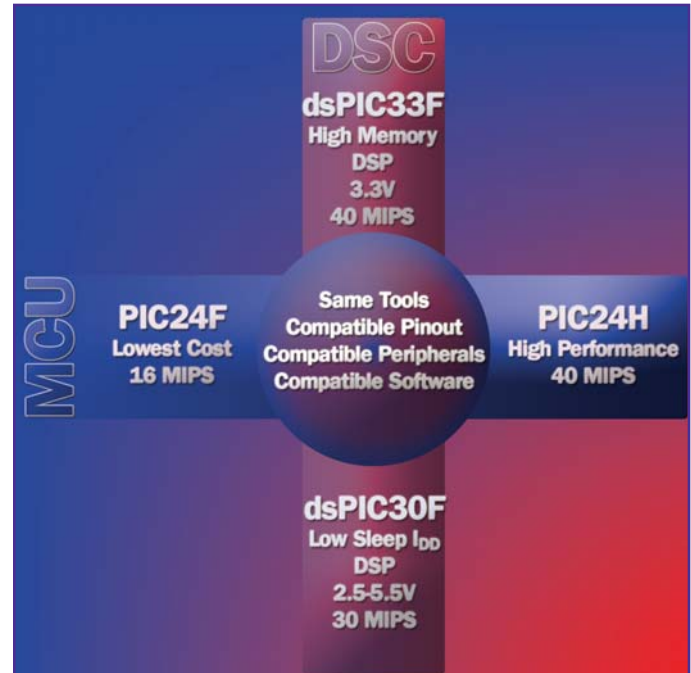 DSC
dsPIC33F
High Memory
DSP
3.3V
40 MIPS
MCU
PIC24F
Lowest Cost
16 MIPS
Same Tools
Compatible Pinout
Compatible Peripherals
Compatible Software
PIC24H
High Performance
40 MIPS
dsPIC30F
Low Sleep IDD
DSP
2.5-5.5V
30 MIPS